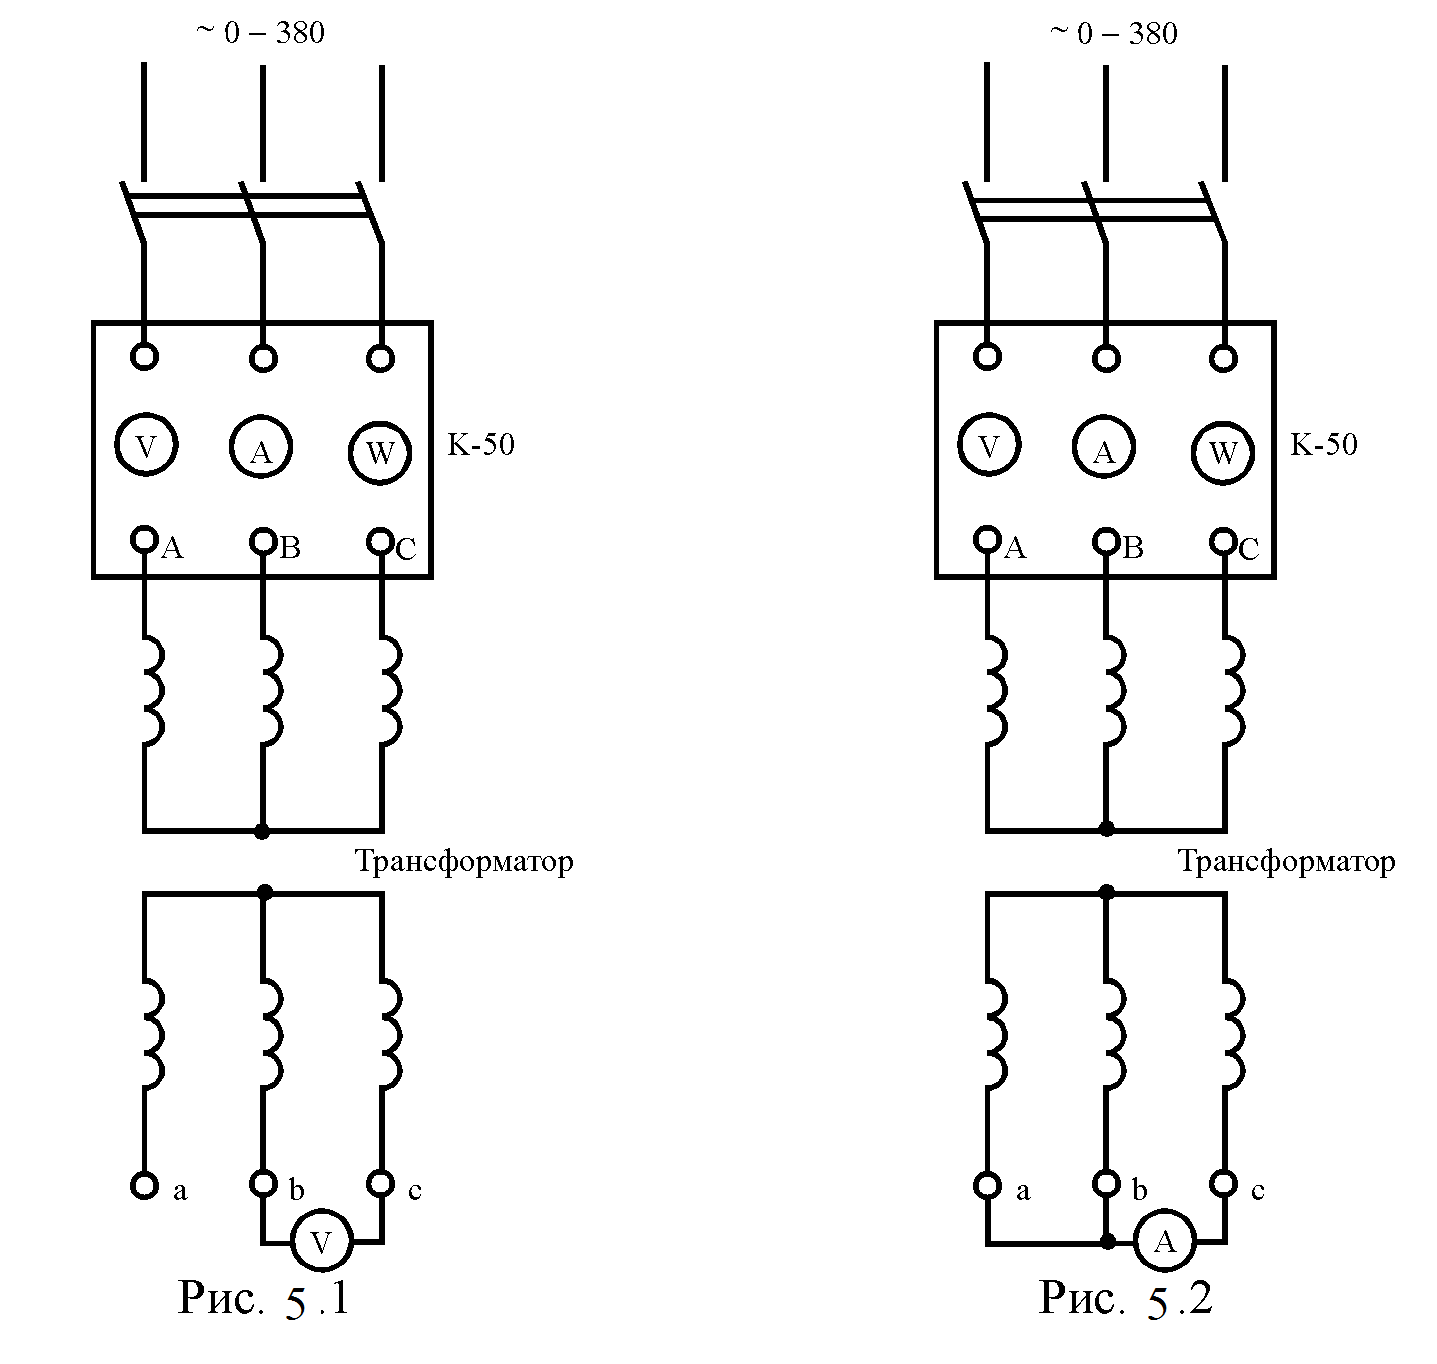 ~ 0 – 380
V A W K-50
A B C
Трансформатор
a b c
V
Рис. 5.1
~ 0 – 380
V A W K-50
A B C
Трансформатор
a b c
A
Рис. 5.2